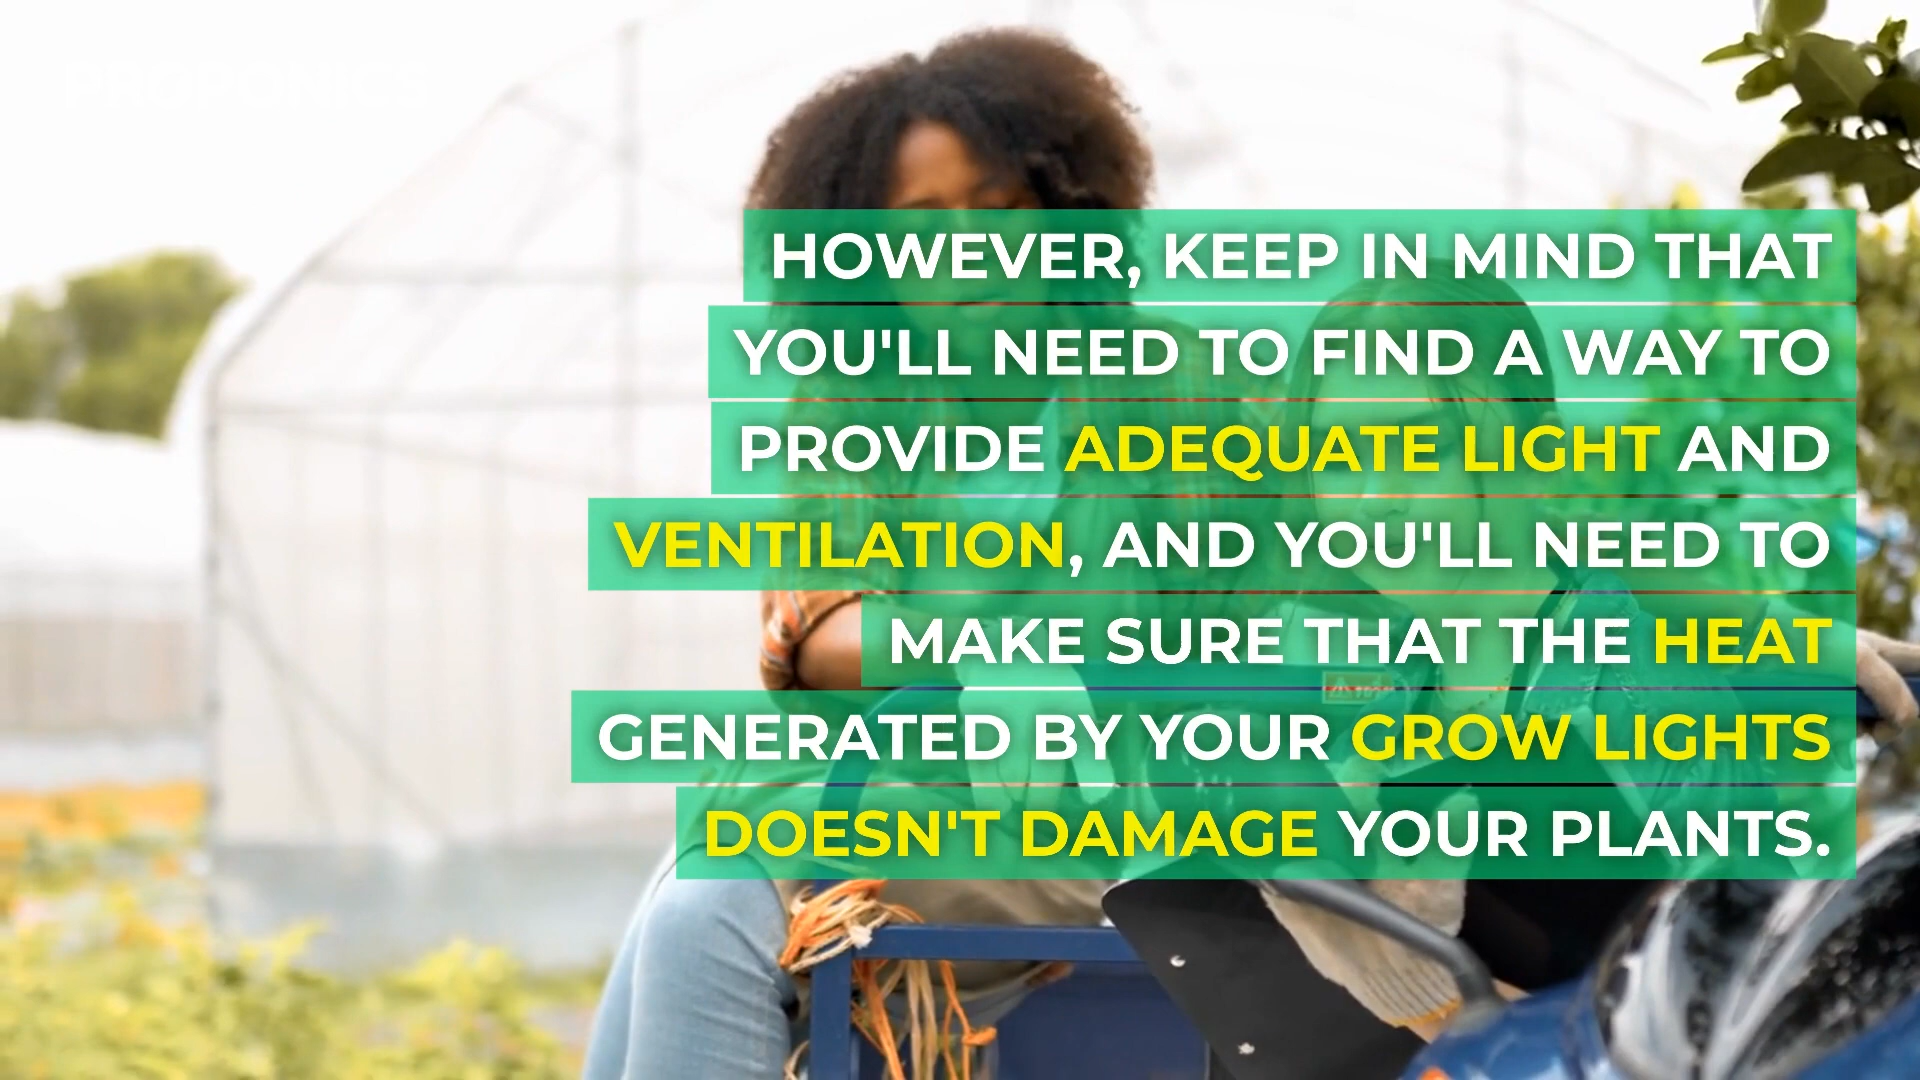 PROPONICS
HOWEVER, KEEP IN MIND THAT
YOU'LL NEED TO FIND A WAY TO
PROVIDE ADEQUATE LIGHT AND
VENTILATION, AND YOU'LL NEED TO
MAKE SURE THAT THE HEAT
GENERATED BY YOUR GROW LIGHTS
DOESN'T DAMAGE YOUR PLANTS.